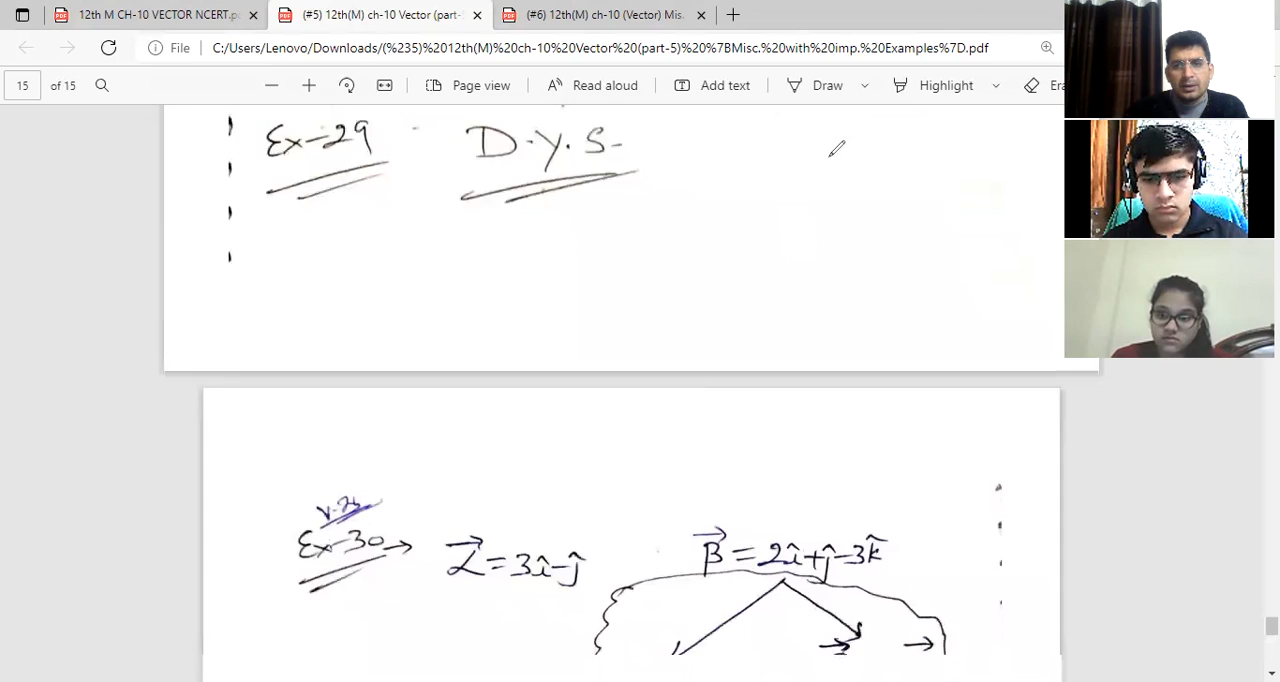 12th M CH-10 VECTOR NCERT.p
(#5) 12th(M) ch-10 Vector (part-
(#6) 12th(M) ch-10 (Vector) Mis.
File
C:/Users/Lenovo/Downloads/(%235)%2012th(M)%20ch-10%20Vector%20(part-5)%20%7BMisc.%20with%20imp.%20Examples%7D.pdf
15 of 15
Page view
Read aloud
Add text
Draw
Highlight
Era
Ex-29 D.y.S-
Ex-30→ α⃗ = 3î-ĵ β⃗ = 2î+ĵ-3k̂